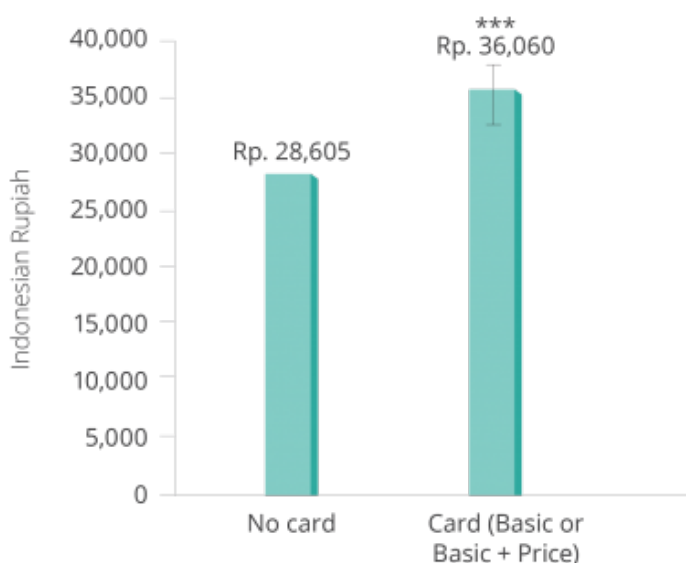 ***
Rp. 36,060
Rp. 28,605
40,000
35,000
30,000
25,000
20,000
15,000
10,000
5,000
0
Indonesian Rupiah
No card
Card (Basic or
Basic + Price)